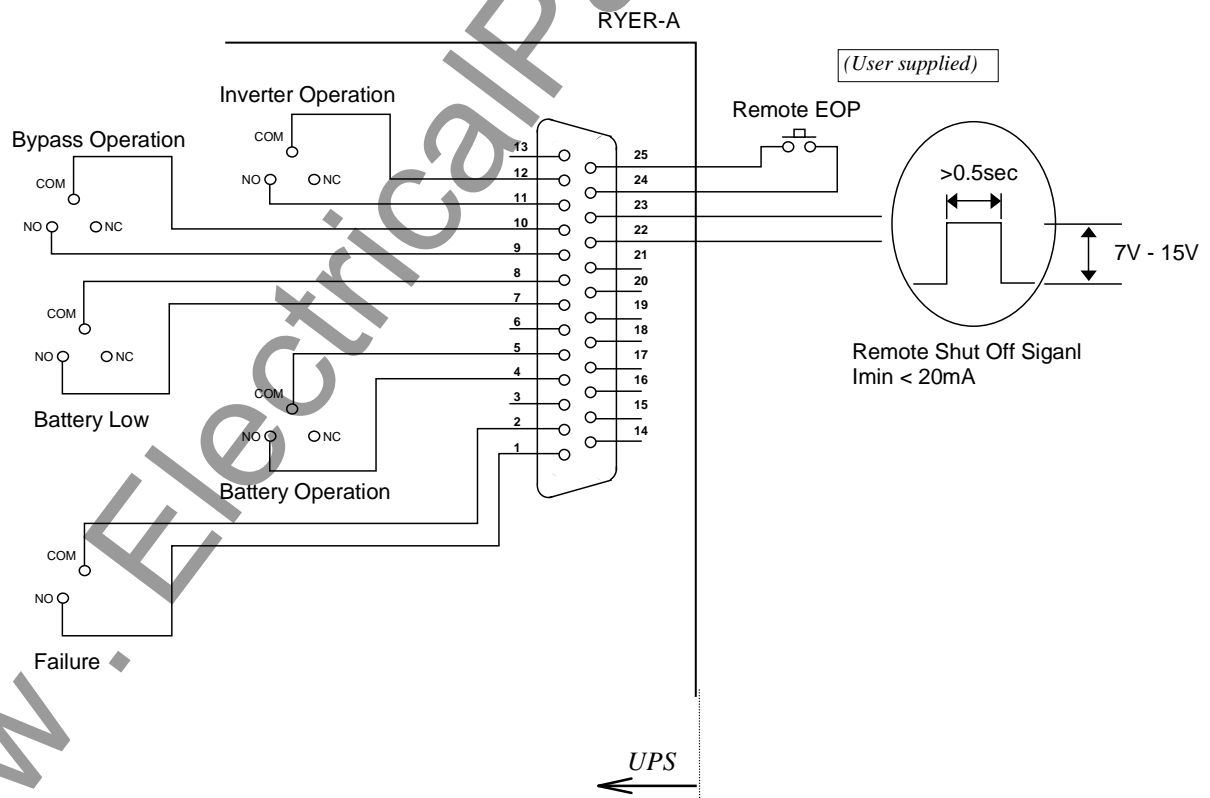 RYER-A
(User supplied)
Inverter Operation
Remote EOP
Bypass Operation
COM
NO
NC
COM
NO
NC
13
12
11
10
9
8
7
6
5
4
3
2
1
25
24
23
22
21
20
19
18
17
16
15
14
>0.5sec
7V - 15V
Remote Shut Off Siganl
Imin < 20mA
COM
NO
NC
Battery Low
COM
NO
NC
Battery Operation
COM
NO
Failure
UPS
w . ElectricalPa